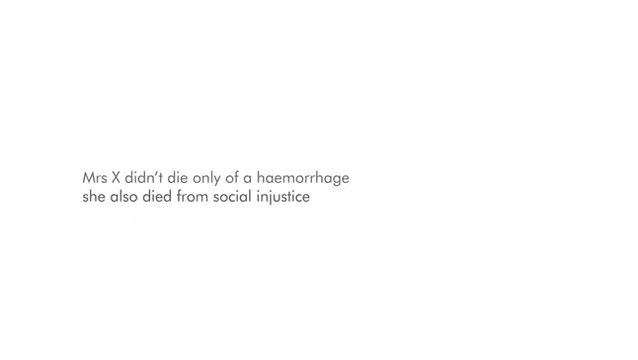 Mrs X didn't die only of a haemorrhage
she also died from social injustice